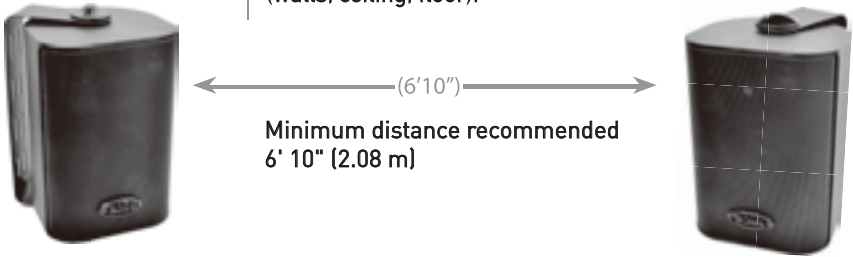 (walls, ceiling, floor).
(6'10")
Minimum distance recommended
6' 10" (2.08 m)